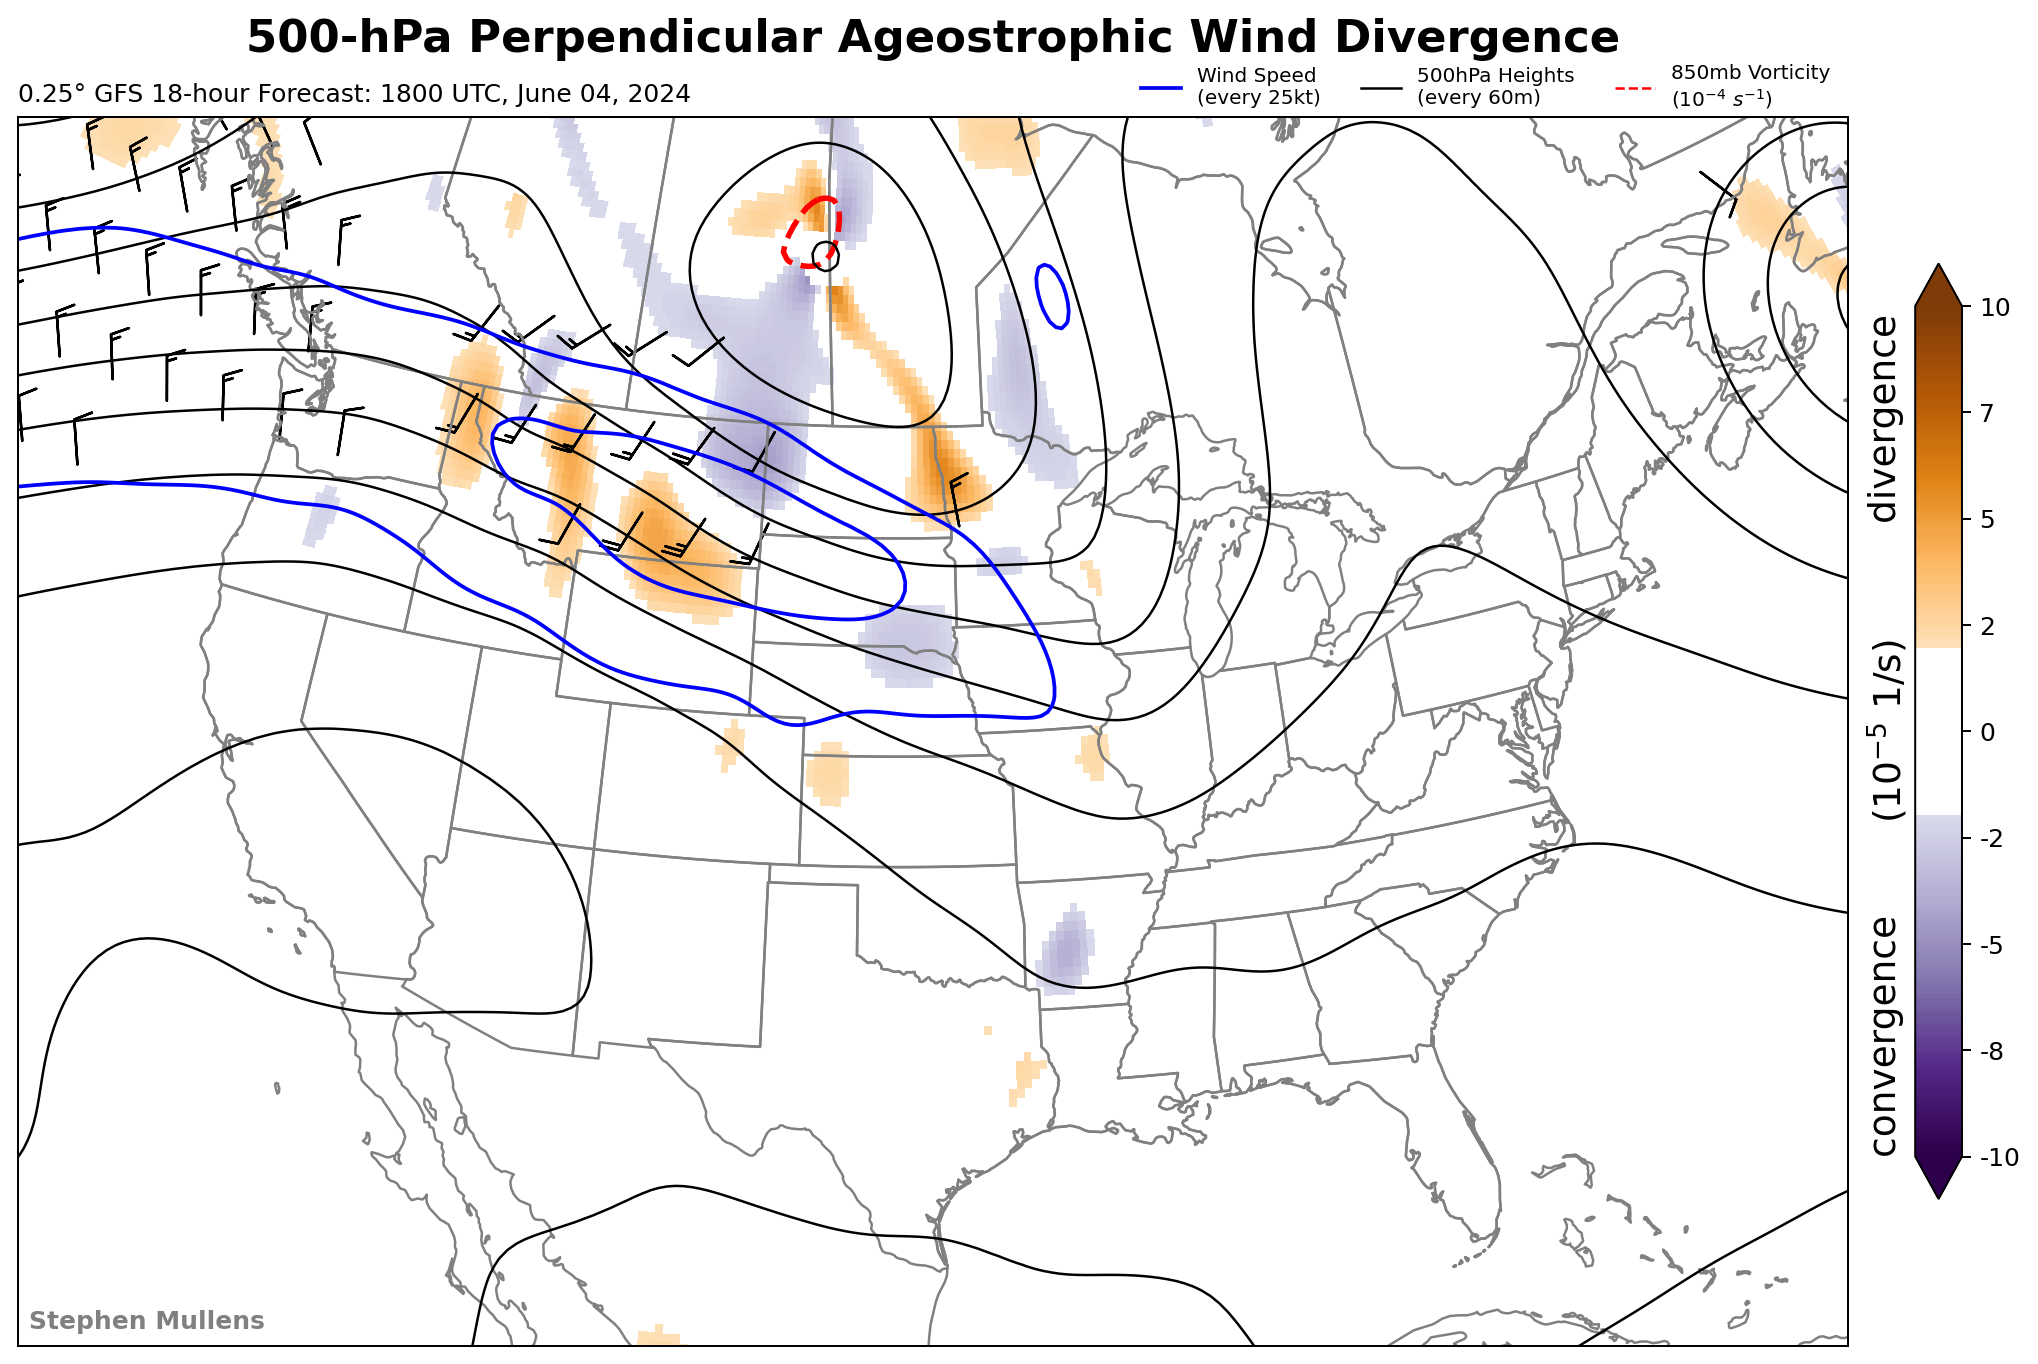 500-hPa Perpendicular Ageostrophic Wind Divergence
0.25° GFS 18-hour Forecast: 1800 UTC, June 04, 2024
Wind Speed
(every 25kt)
500hPa Heights
(every 60m)
850mb Vorticity
(10⁻⁴ s⁻¹)
10
7
5
2
0
-2
-5
-8
-10
convergence (10⁻⁵ 1/s) divergence
Stephen Mullens